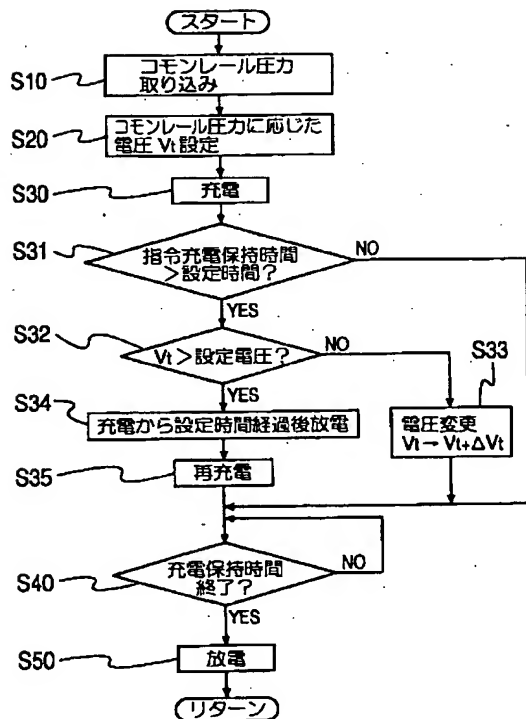 スタート
S10
コモンレール圧力
取り込み
S20
コモンレール圧力に応じた
電圧 Vt設定
S30
充電
S31
指令充電保持時間
>設定時間?
NO
YES
S32
Vt>設定電圧?
NO
S33
YES
電圧変更
Vt→Vt+ΔVt
S34
充電から設定時間経過後放電
S35
再充電
S40
充電保持時間
終了?
NO
YES
S50
放電
リターン